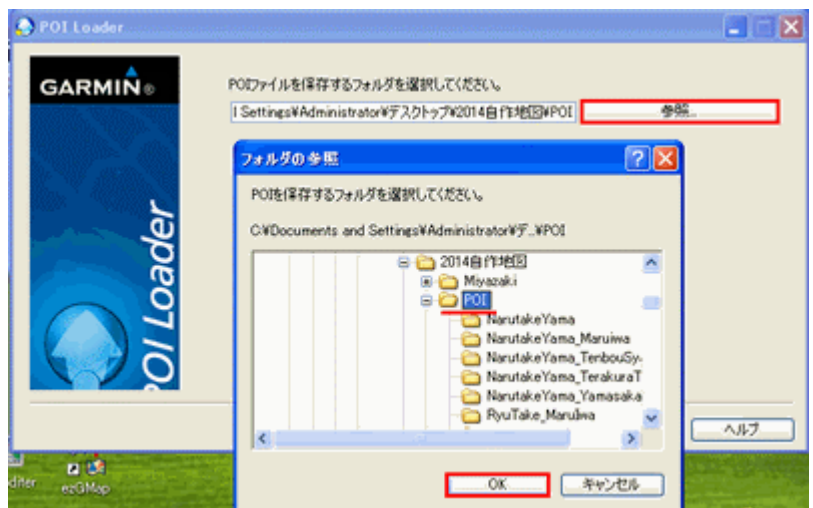 POI Loader
GARMIN®
POI Loader
POIファイルを保存するフォルダを選択してください。
l Settings¥Administrator¥デスクトップ¥2014自作地図¥POI
参照...
フォルダの参照
POIを保存するフォルダを選択してください。
C:¥Documents and Settings¥Administrator¥デ...¥POI
2014自作地図
Miyazaki
POI
NarutakeYama
NarutakeYama_Maruiwa
NarutakeYama_TenbouSy-
NarutakeYama_TerakuraT
NarutakeYama_Yamasaka
RyuTake_MaruIwa
ヘルプ
OK
キャンセル
diter
ezGMap